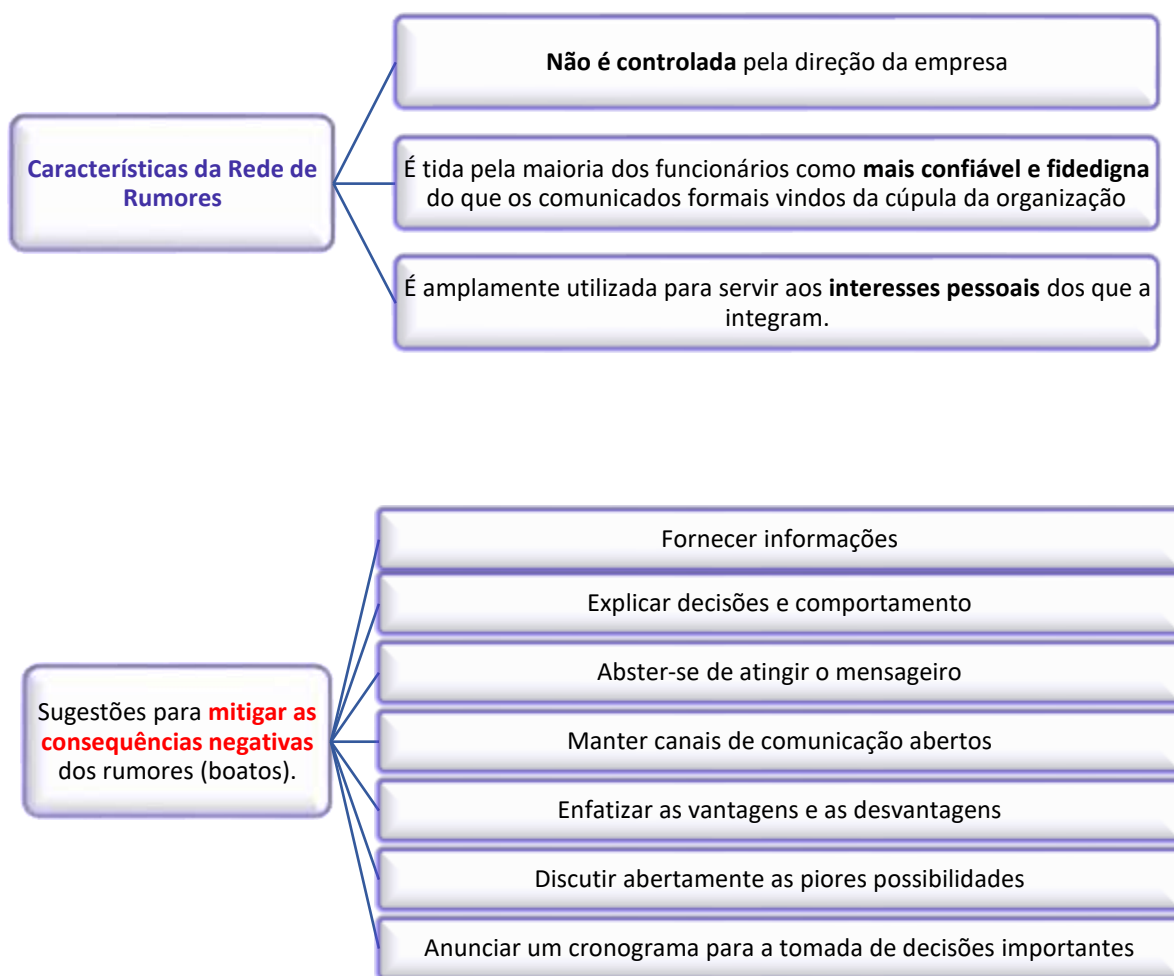 Não é controlada pela direção da empresa
Características da Rede de
Rumores
É tida pela maioria dos funcionários como mais confiável e fidedigna
do que os comunicados formais vindos da cúpula da organização
É amplamente utilizada para servir aos interesses pessoais dos que a
integram.
Sugestões para mitigar as
consequências negativas
dos rumores (boatos).
Fornecer informações
Explicar decisões e comportamento
Abster-se de atingir o mensageiro
Manter canais de comunicação abertos
Enfatizar as vantagens e as desvantagens
Discutir abertamente as piores possibilidades
Anunciar um cronograma para a tomada de decisões importantes